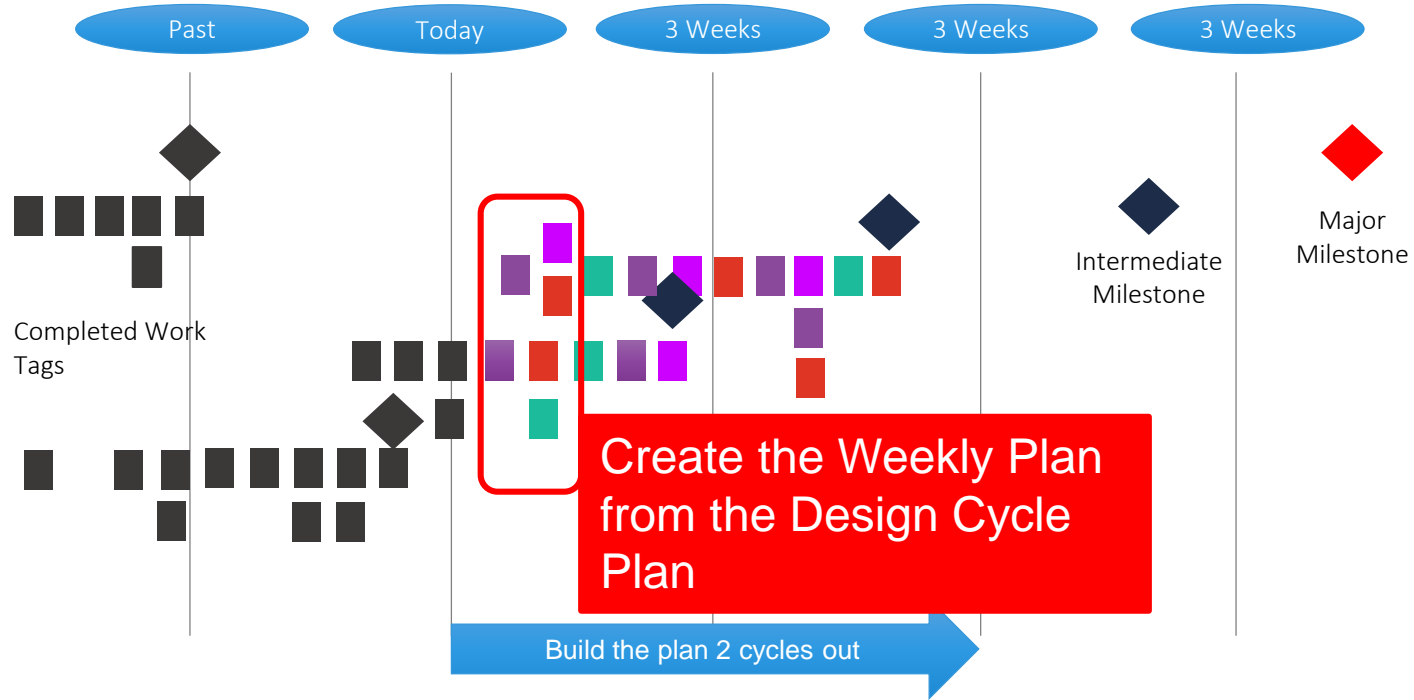 Past
Today
3 Weeks
3 Weeks
3 Weeks
Major
Milestone
Intermediate
Milestone
Completed Work
Tags
Create the Weekly Plan
from the Design Cycle
Plan
Build the plan 2 cycles out